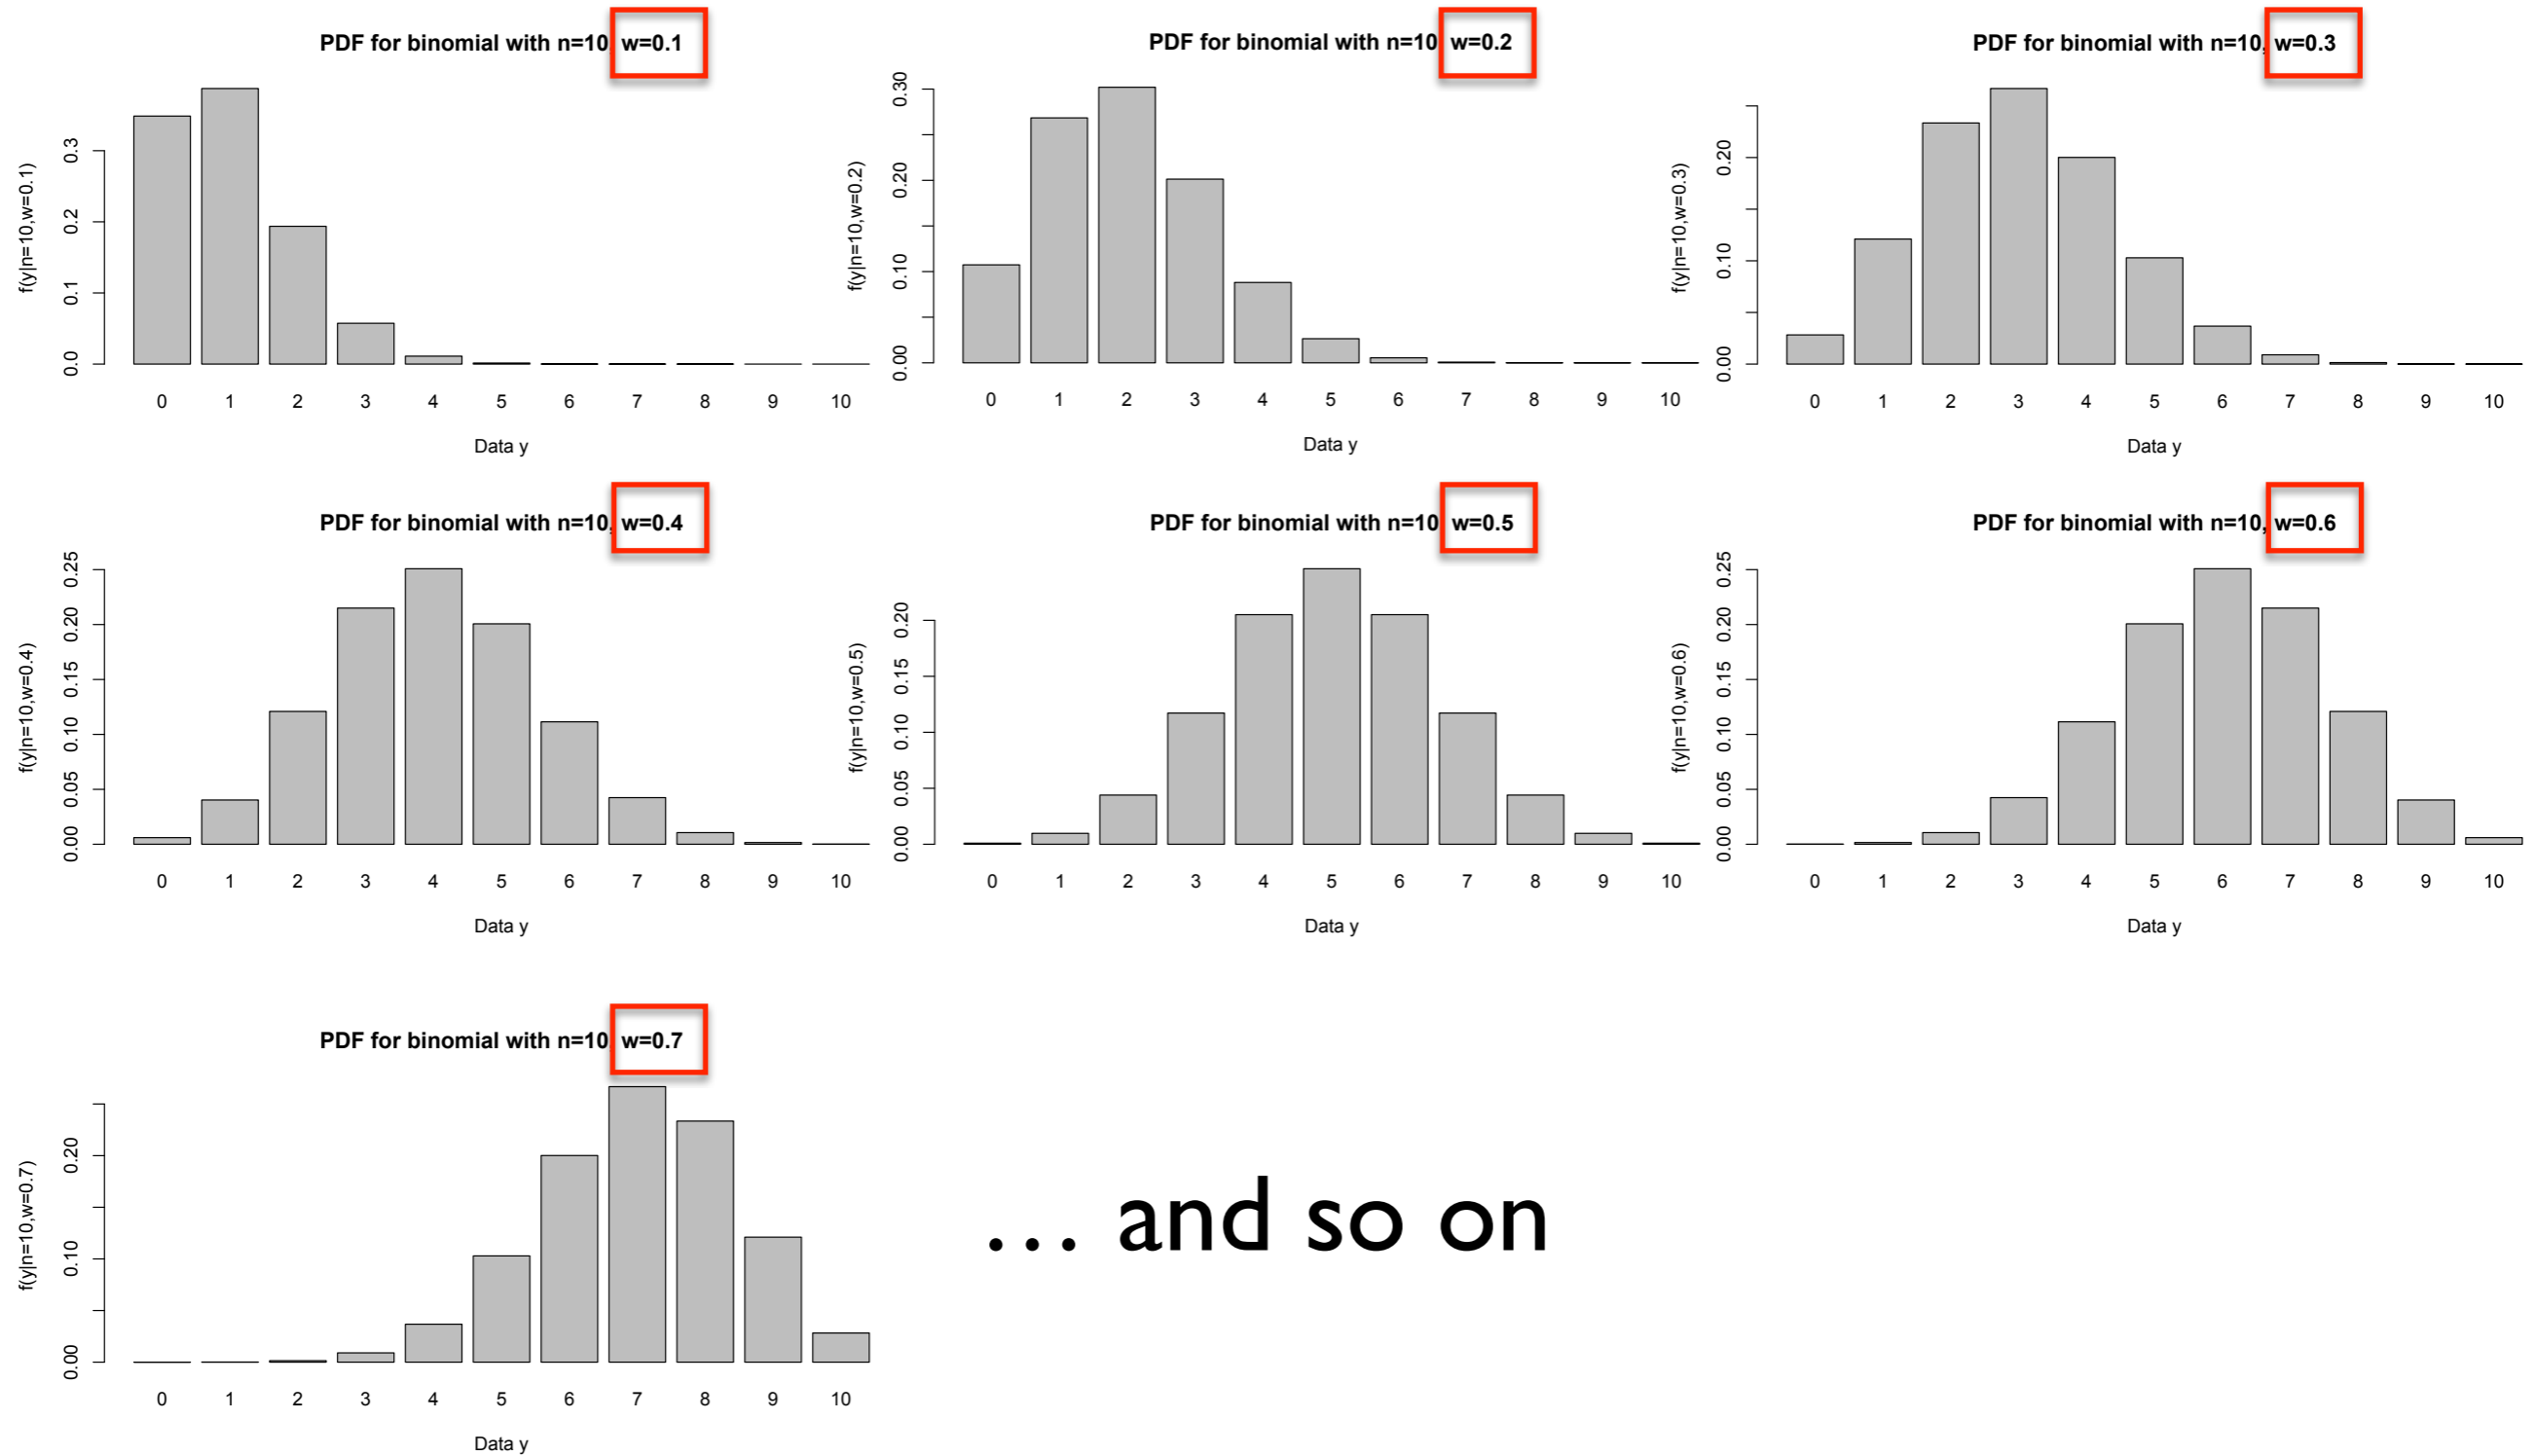 PDF for binomial with n=10, w=0.1
f(y|n=10,w=0.1)
0.0 0.1 0.2 0.3
0 1 2 3 4 5 6 7 8 9 10
Data y
PDF for binomial with n=10, w=0.2
f(y|n=10,w=0.2)
0.00 0.10 0.20 0.30
0 1 2 3 4 5 6 7 8 9 10
Data y
PDF for binomial with n=10, w=0.3
f(y|n=10,w=0.3)
0.00 0.10 0.20
0 1 2 3 4 5 6 7 8 9 10
Data y
PDF for binomial with n=10, w=0.4
f(y|n=10,w=0.4)
0.00 0.05 0.10 0.15 0.20 0.25
0 1 2 3 4 5 6 7 8 9 10
Data y
PDF for binomial with n=10, w=0.5
f(y|n=10,w=0.5)
0.00 0.05 0.10 0.15 0.20
0 1 2 3 4 5 6 7 8 9 10
Data y
PDF for binomial with n=10, w=0.6
f(y|n=10,w=0.6)
0.00 0.05 0.10 0.15 0.20 0.25
0 1 2 3 4 5 6 7 8 9 10
Data y
PDF for binomial with n=10, w=0.7
f(y|n=10,w=0.7)
0.00 0.10 0.20
0 1 2 3 4 5 6 7 8 9 10
Data y
... and so on